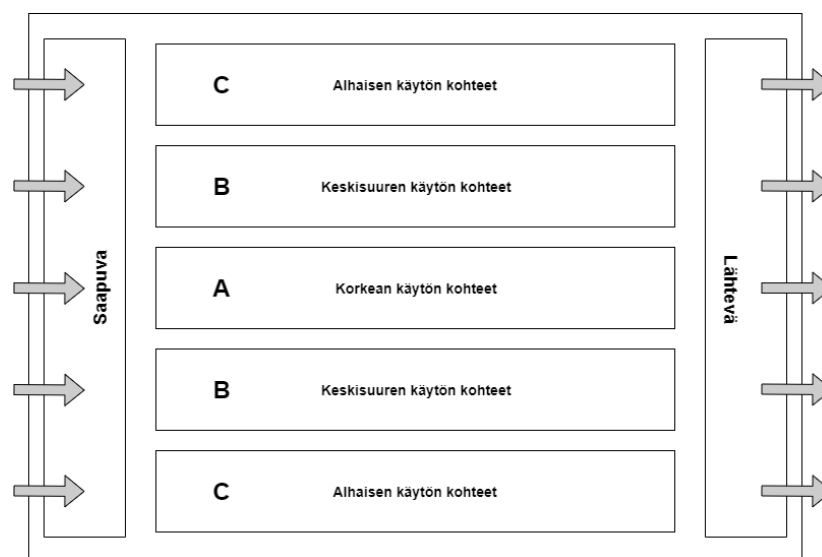 Saapuva
C Alhaisen käytön kohteet
B Keskisuuren käytön kohteet
A Korkean käytön kohteet
B Keskisuuren käytön kohteet
C Alhaisen käytön kohteet
Lähtevä